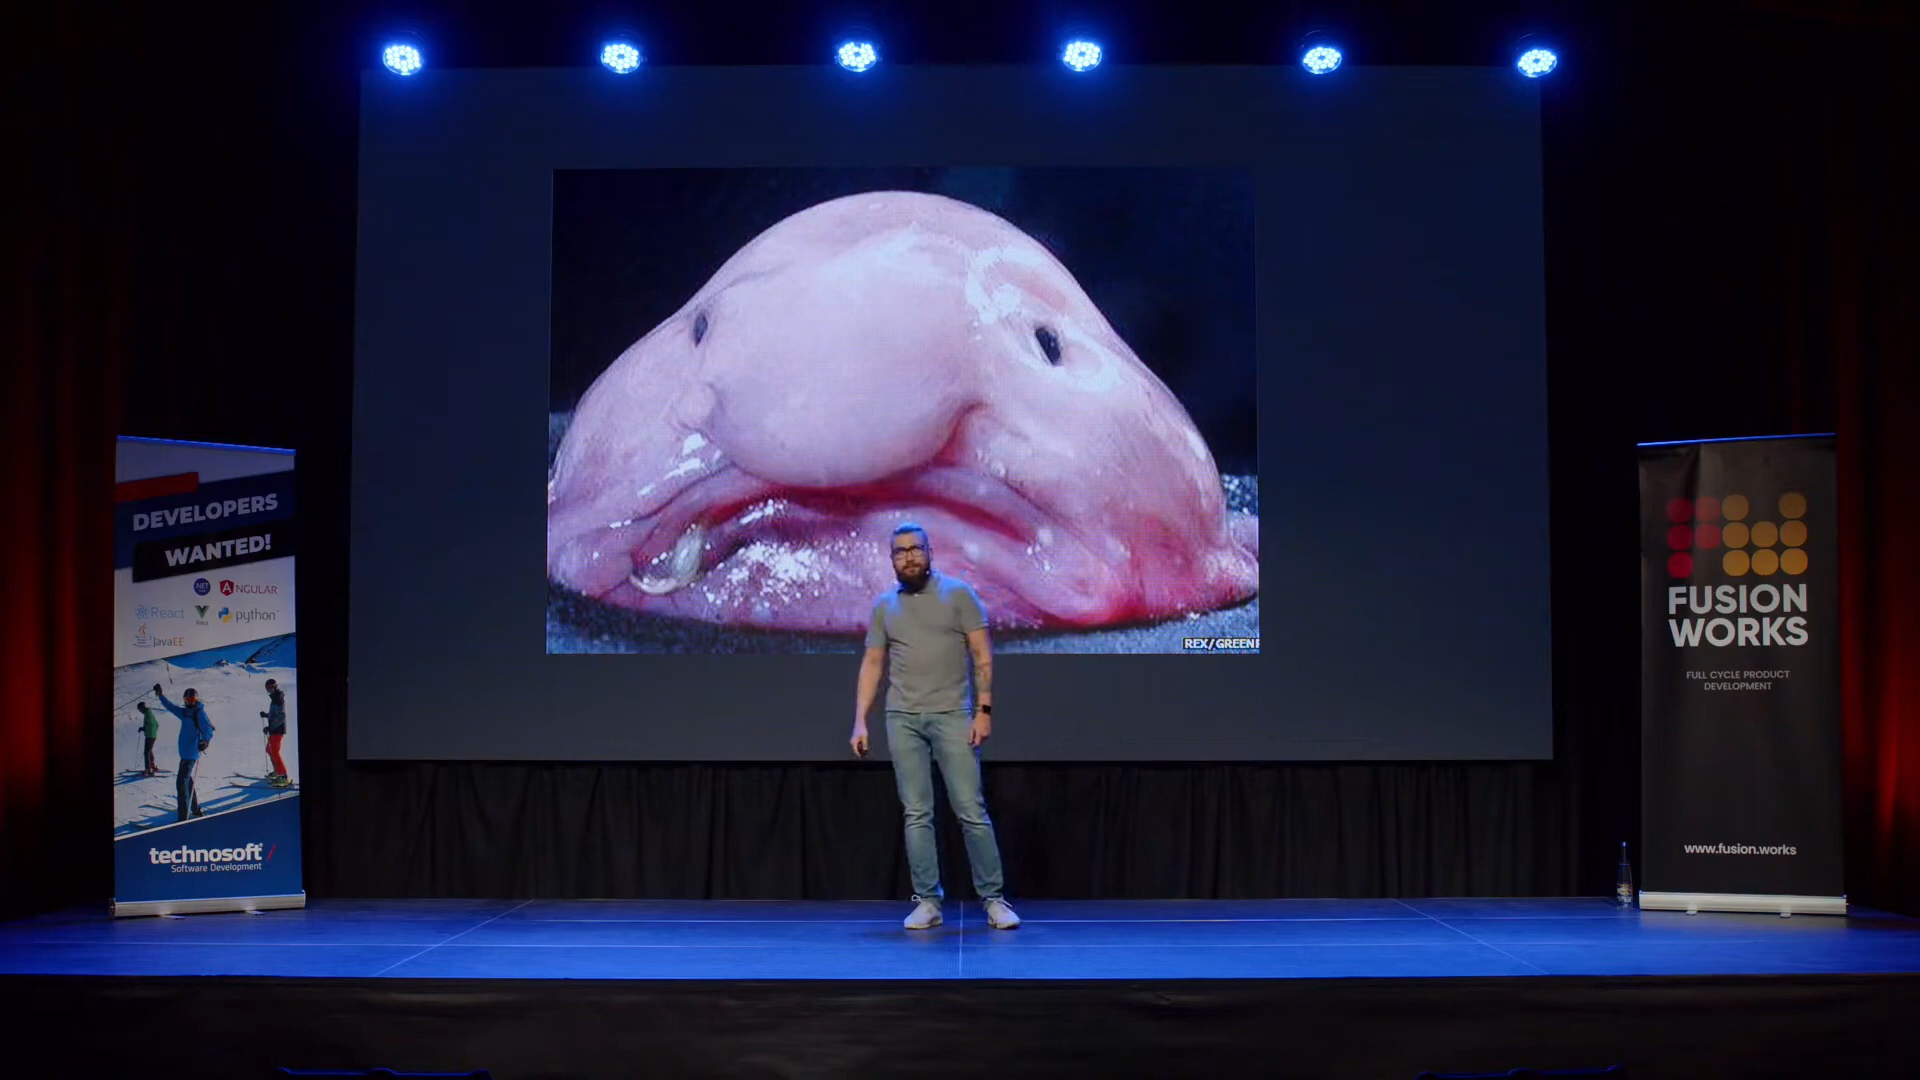 DEVELOPERS
WANTED!
.NET
ANGULAR
React
python
JavaEE
technosoft
Software Development
REX/GREEN
FUSION
WORKS
FULL CYCLE PRODUCT
DEVELOPMENT
www.fusion.works